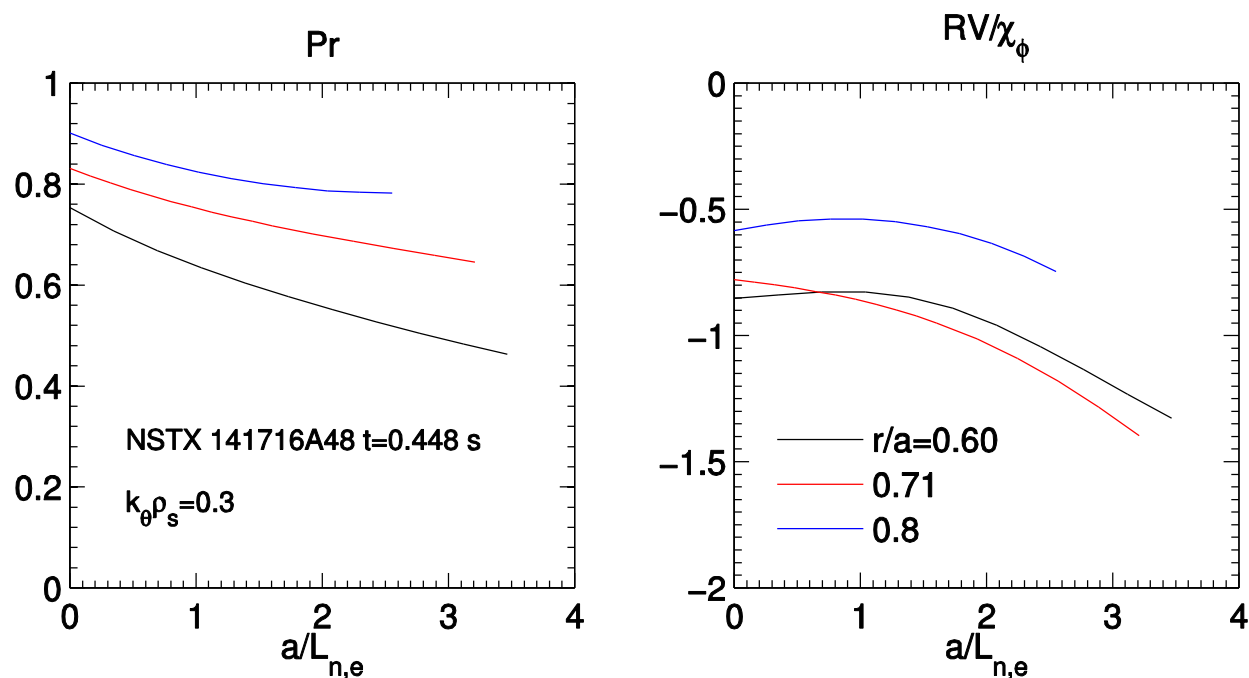 Pr
1
0.8
0.6
0.4
0.2
0
0 1 2 3 4
a/L_{n,e}
NSTX 141716A48 t=0.448 s
k_θρ_s=0.3
RV/χ_ϕ
0
−0.5
−1
−1.5
−2
0 1 2 3 4
a/L_{n,e}
r/a=0.60
0.71
0.8